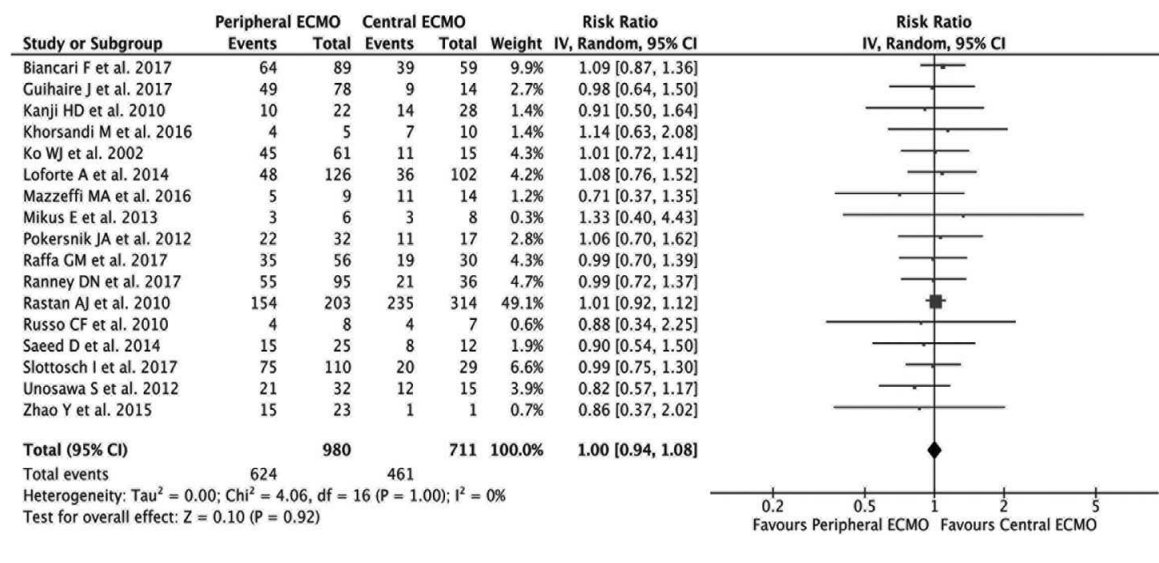 Peripheral ECMO Central ECMO Risk Ratio Risk Ratio
Study or Subgroup Events Total Events Total Weight IV, Random, 95% CI IV, Random, 95% CI
Biancari F et al. 2017 64 89 39 59 9.9% 1.09 [0.87, 1.36]
Guihaire J et al. 2017 49 78 9 14 2.7% 0.98 [0.64, 1.50]
Kanji HD et al. 2010 10 22 14 28 1.4% 0.91 [0.50, 1.64]
Khorsandi M et al. 2016 4 5 7 10 1.4% 1.14 [0.63, 2.08]
Ko WJ et al. 2002 45 61 11 15 4.3% 1.01 [0.72, 1.41]
Loforte A et al. 2014 48 126 36 102 4.2% 1.08 [0.76, 1.52]
Mazzeffi MA et al. 2016 5 9 11 14 1.2% 0.71 [0.37, 1.35]
Mikus E et al. 2013 3 6 3 8 0.3% 1.33 [0.40, 4.43]
Pokersnik JA et al. 2012 22 32 11 17 2.8% 1.06 [0.70, 1.62]
Raffa GM et al. 2017 35 56 19 30 4.3% 0.99 [0.70, 1.39]
Ranney DN et al. 2017 55 95 21 36 4.7% 0.99 [0.72, 1.37]
Rastan AJ et al. 2010 154 203 235 314 49.1% 1.01 [0.92, 1.12]
Russo CF et al. 2010 4 8 4 7 0.6% 0.88 [0.34, 2.25]
Saeed D et al. 2014 15 25 8 12 1.9% 0.90 [0.54, 1.50]
Slottosch I et al. 2017 75 110 20 29 6.6% 0.99 [0.75, 1.30]
Unosawa S et al. 2012 21 32 12 15 3.9% 0.82 [0.57, 1.17]
Zhao Y et al. 2015 15 23 1 1 0.7% 0.86 [0.37, 2.02]
Total (95% CI) 980 711 100.0% 1.00 [0.94, 1.08]
Total events 624 461
Heterogeneity: Tau² = 0.00; Chi² = 4.06, df = 16 (P = 1.00); I² = 0%
Test for overall effect: Z = 0.10 (P = 0.92)
0.2 0.5 1 2 5
Favours Peripheral ECMO Favours Central ECMO